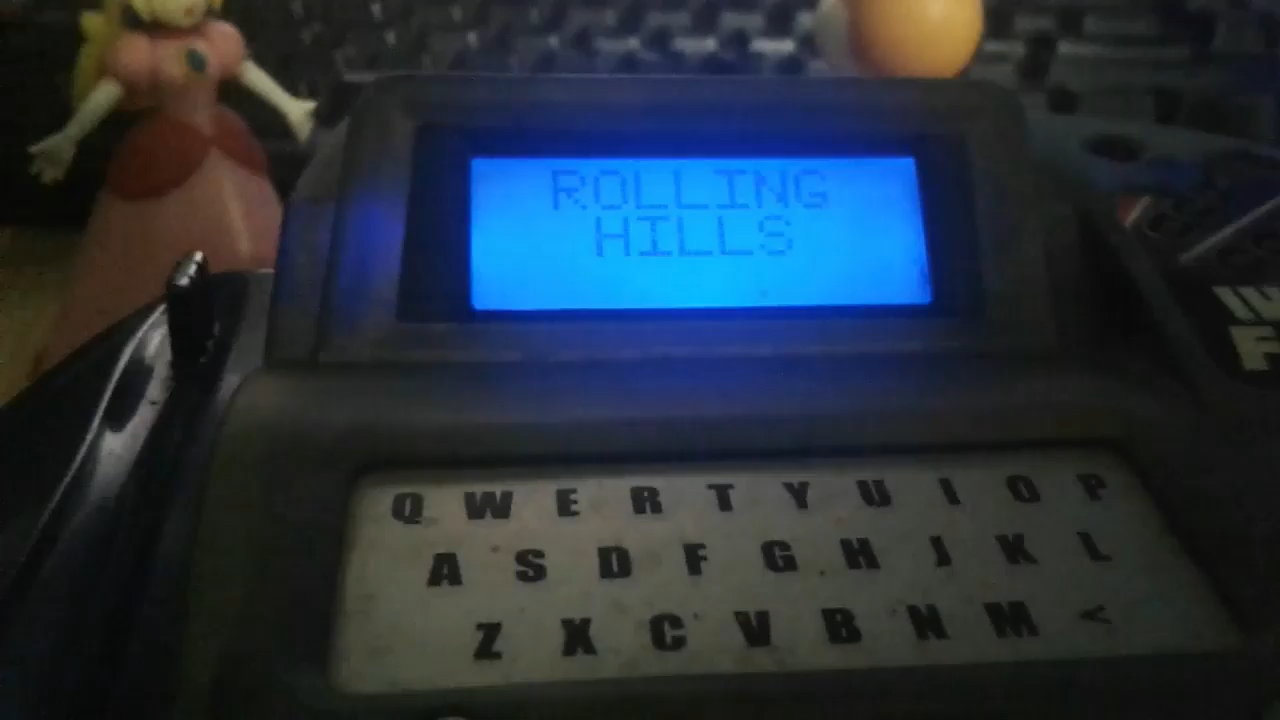 ROLLING
HILLS
Q W E R T Y U I O P
A S D F G H J K L
Z X C V B N M <